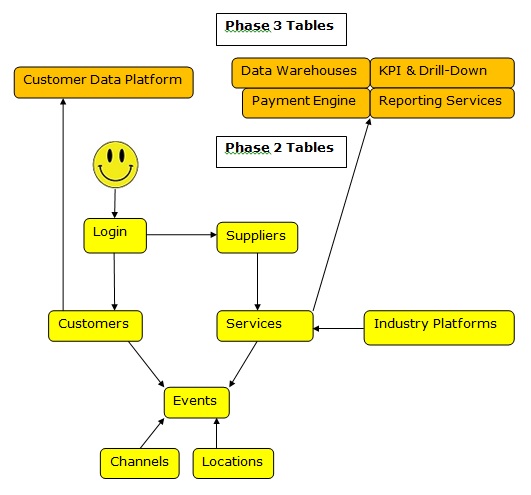 Phase 3 Tables
Customer Data Platform
Data Warehouses
KPI & Drill-Down
Payment Engine
Reporting Services
Phase 2 Tables
Login
Suppliers
Customers
Services
Industry Platforms
Events
Channels
Locations